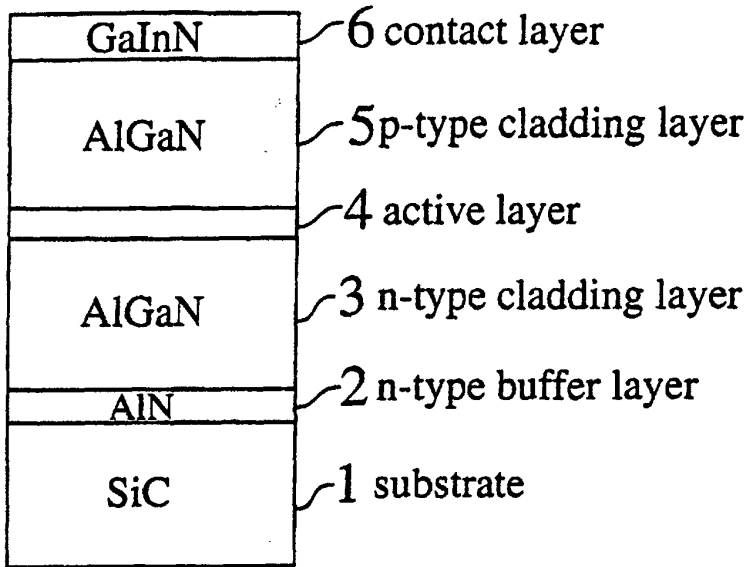 GaInN 6 contact layer
AlGaN 5 p-type cladding layer
4 active layer
AlGaN 3 n-type cladding layer
AlN 2 n-type buffer layer
SiC 1 substrate